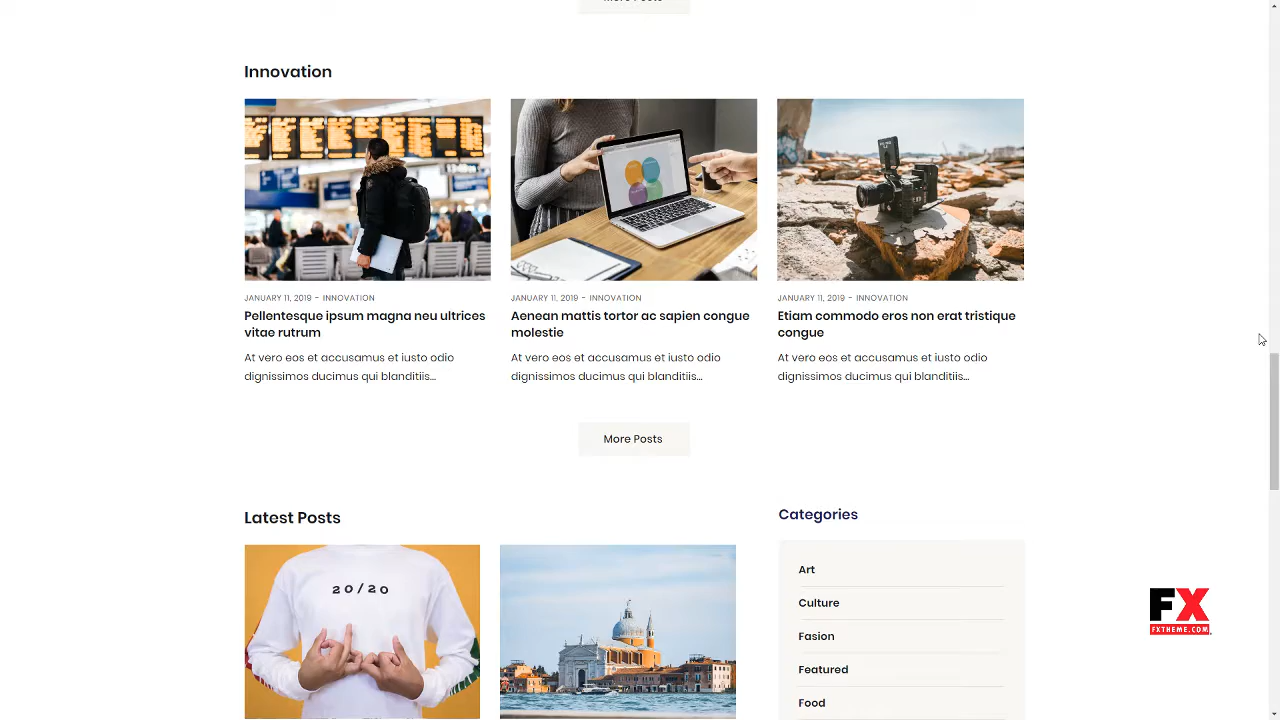 Innovation
JANUARY 11, 2019 - INNOVATION
Pellentesque ipsum magna neu ultrices
vitae rutrum
At vero eos et accusamus et iusto odio
dignissimos ducimus qui blanditiis...
JANUARY 11, 2019 - INNOVATION
Aenean mattis tortor ac sapien congue
molestie
At vero eos et accusamus et iusto odio
dignissimos ducimus qui blanditiis...
JANUARY 11, 2019 - INNOVATION
Etiam commodo eros non erat tristique
congue
At vero eos et accusamus et iusto odio
dignissimos ducimus qui blanditiis...
More Posts
Latest Posts
20/20
Categories
Art
Culture
Fasion
Featured
Food
FX
FXTHEME.COM